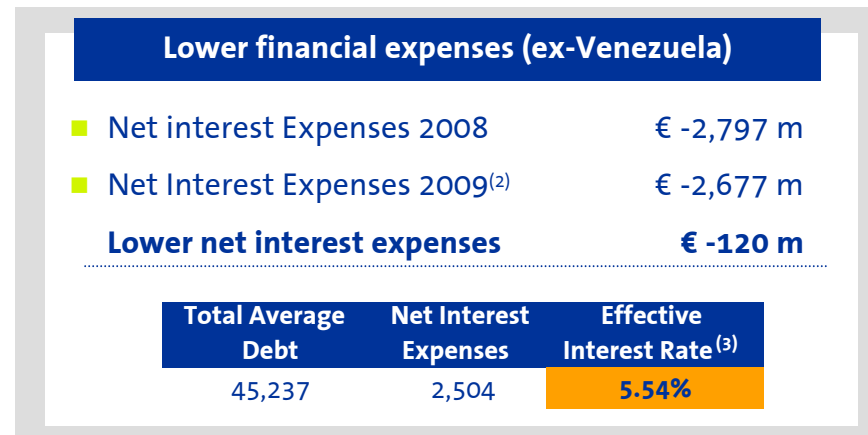 Lower financial expenses (ex-Venezuela)
Net interest Expenses 2008 € -2,797 m
Net Interest Expenses 2009(2) € -2,677 m
Lower net interest expenses € -120 m
Total Average Debt Net Interest Expenses Effective Interest Rate(3)
45,237 2,504 5.54%